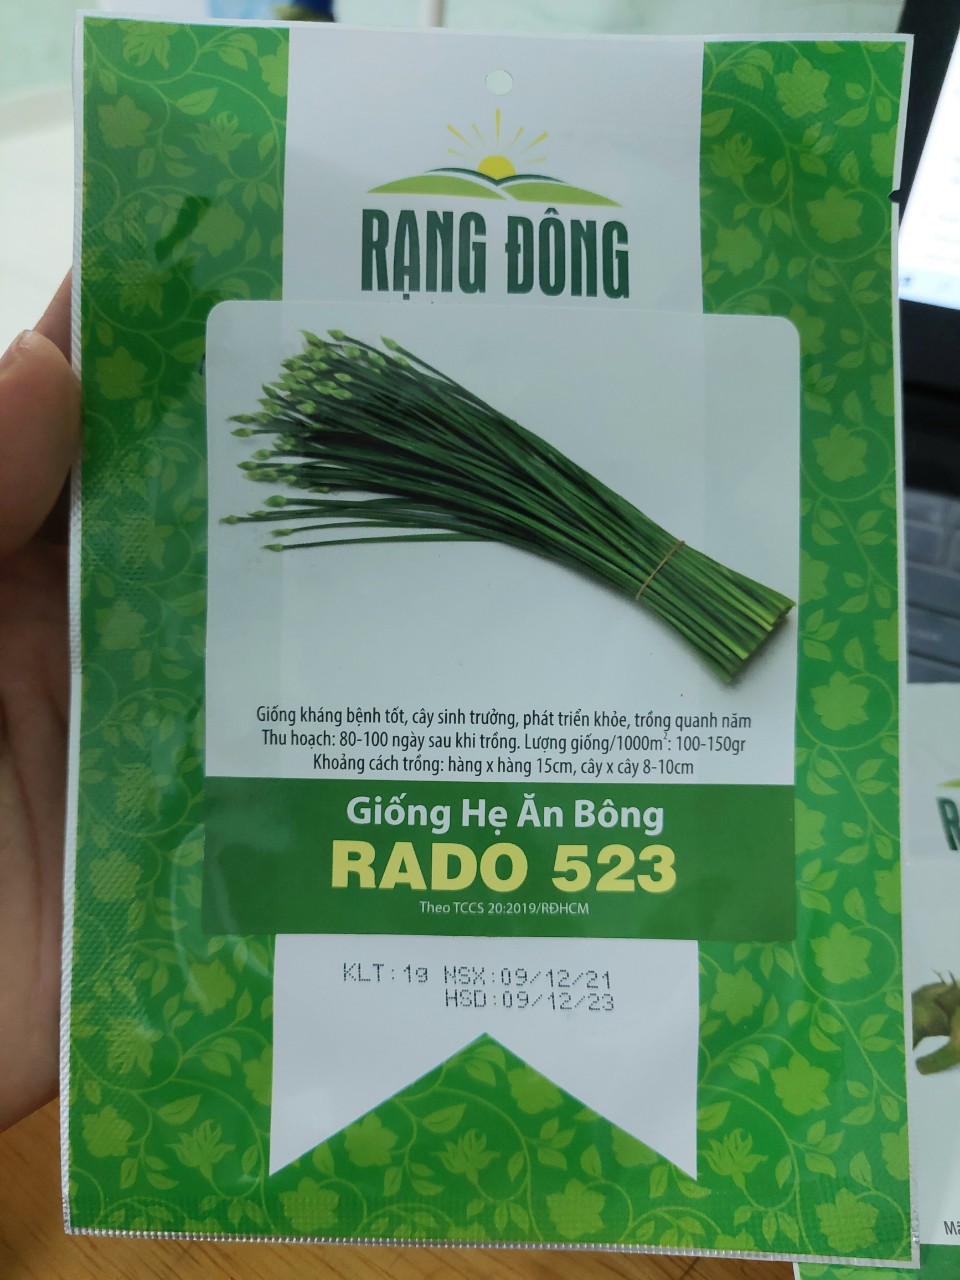 RẠNG ĐÔNG
Giống kháng bệnh tốt, cây sinh trưởng, phát triển khỏe, trồng quanh năm
Thu hoạch: 80-100 ngày sau khi trồng. Lượng giống/1000m²: 100-150gr
Khoảng cách trồng: hàng x hàng 15cm, cây x cây 8-10cm
Giống Hẹ Ăn Bông
RADO 523
Theo TCCS 20:2019/RĐHCM
KLT:1g NSX:09/12/21
HSD:09/12/23